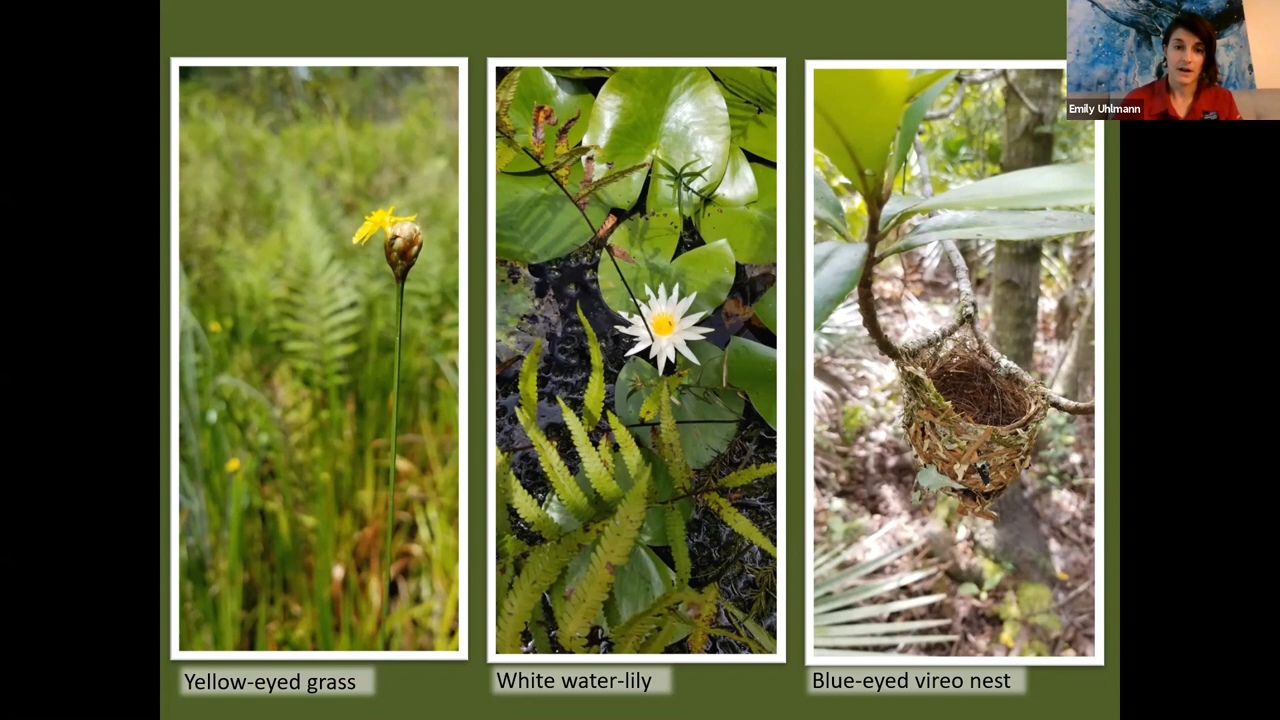 Emily Uhlmann
Yellow-eyed grass
White water-lily
Blue-eyed vireo nest